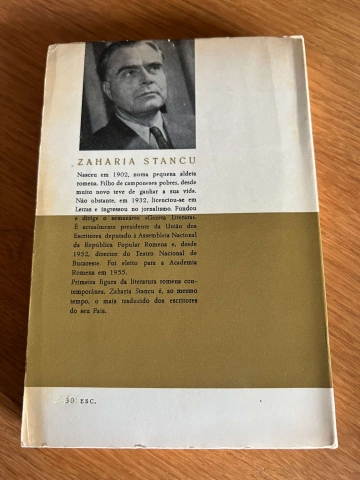 ZAHARIA STANCU
Nasceu em 1902, numa pequena aldeia
romena. Filho de camponeses pobres, desde
muito novo teve de ganhar a sua vida.
Não obstante, em 1932, licenciou-se em
Letras e ingressou no jornalismo. Fundou
e dirige o semanário «Gazeta Literara».
É actualmente presidente da União dos
Escritores, deputado à Assembleia Nacional
da República Popular Romena e, desde
1952, director do Teatro Nacional de
Bucareste. Foi eleito para a Academia
Romena em 1955.
Primeira figura da literatura romena con-
temporânea, Zaharia Stancu é, ao mesmo
tempo, o mais traduzido dos escritores
do seu País.
30 ESC.